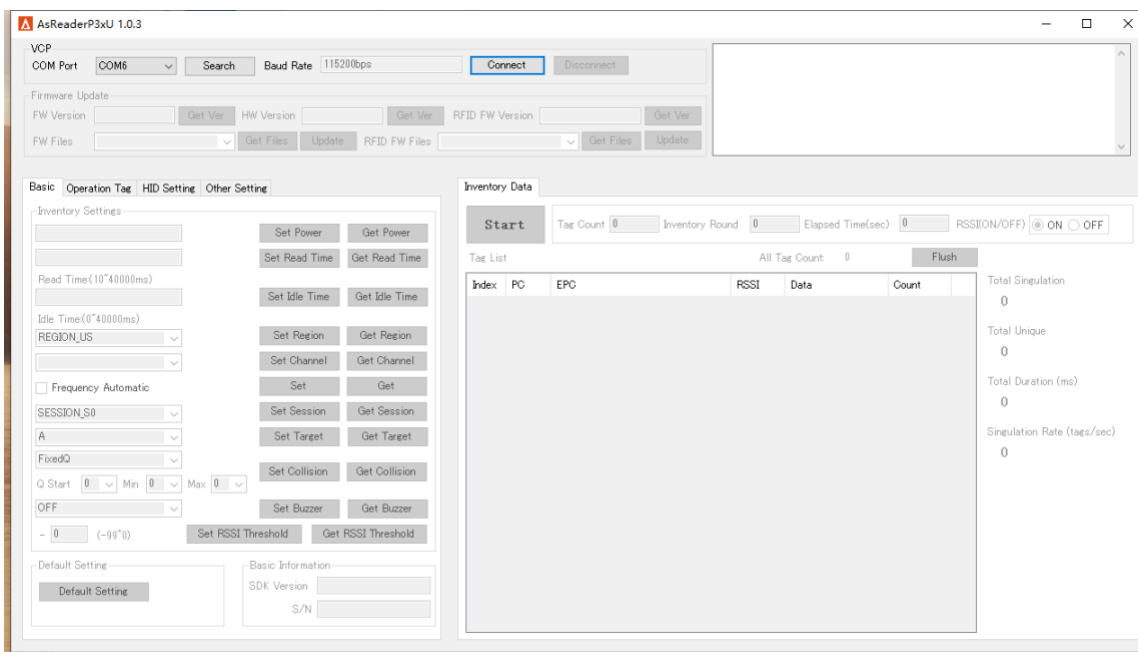 AsReaderP3xU 1.0.3
VCP
COM Port COM6 Search Baud Rate 115200bps Connect Disconnect
Firmware Update
FW Version Get Ver HW Version Get Ver RFID FW Version Get Ver
FW Files Get Files Update RFID FW Files Get Files Update
Basic Operation Tag HID Setting Other Setting
Inventory Settings
Set Power Get Power
Set Read Time Get Read Time
Read Time:(10~40000ms)
Set Idle Time Get Idle Time
Idle Time:(0~40000ms)
REGION_US Set Region Get Region
Set Channel Get Channel
Frequency Automatic Set Get
SESSION_S0 Set Session Get Session
A Set Target Get Target
FixedQ
Set Collision Get Collision
Q Start 0 Min 0 Max 0
OFF Set Buzzer Get Buzzer
- 0 (-99~0) Set RSSI Threshold Get RSSI Threshold
Default Setting
Default Setting
Basic Information
SDK Version
S/N
Inventory Data
Start Tag Count 0 Inventory Round 0 Elapsed Time(sec) 0 RSSI(ON/OFF) ON OFF
Tag List All Tag Count: 0 Flush
Index PC EPC RSSI Data Count
Total Singulation
0
Total Unique
0
Total Duration (ms)
0
Singulation Rate (tags/sec)
0